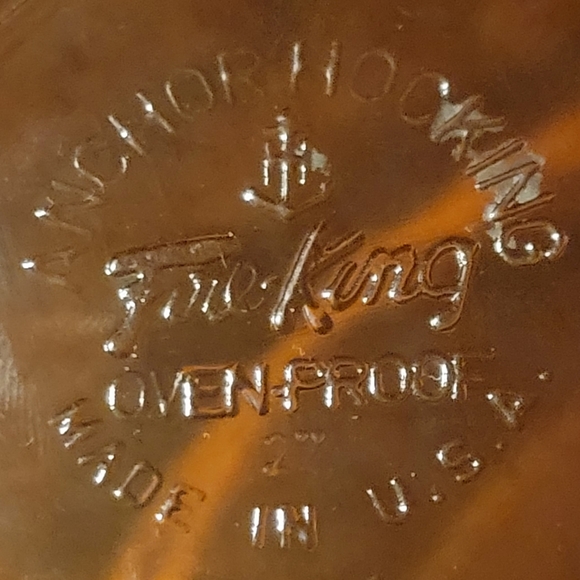 ANCHOR HOCKING
Fire-King
OVEN-PROOF
MADE IN U.S.A.